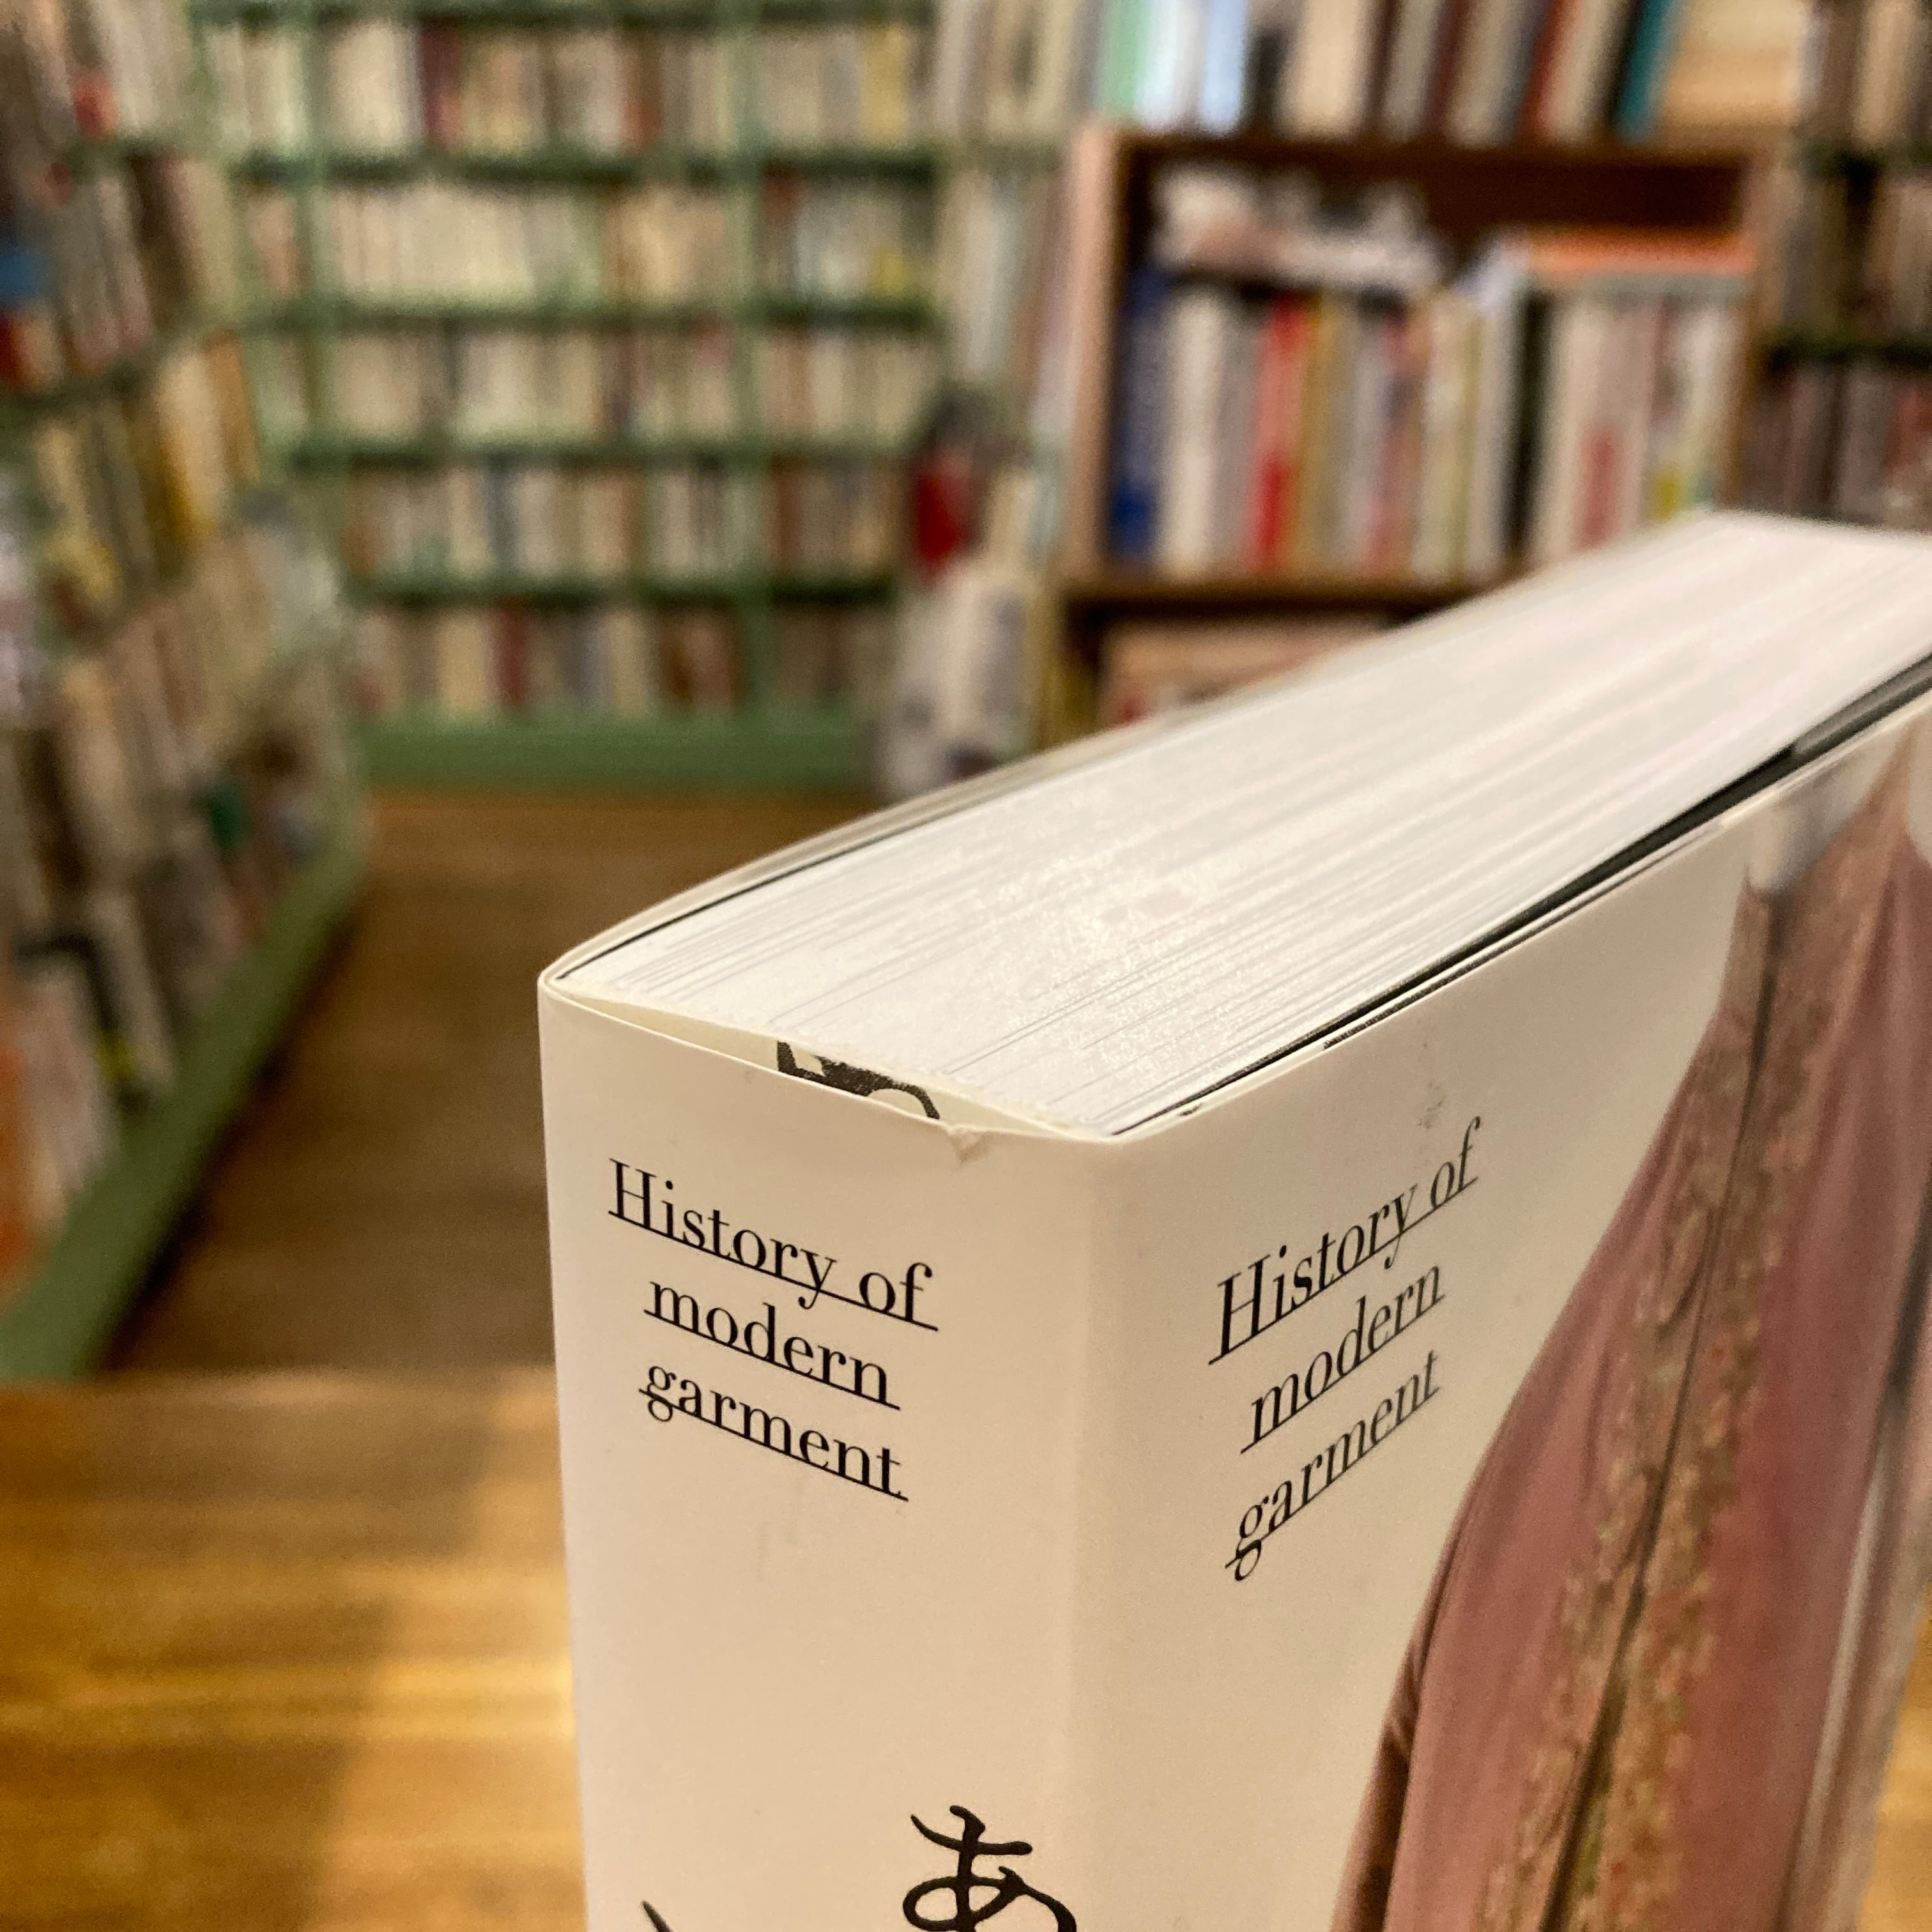 History of
modern
garment
あ
History of
modern
garment